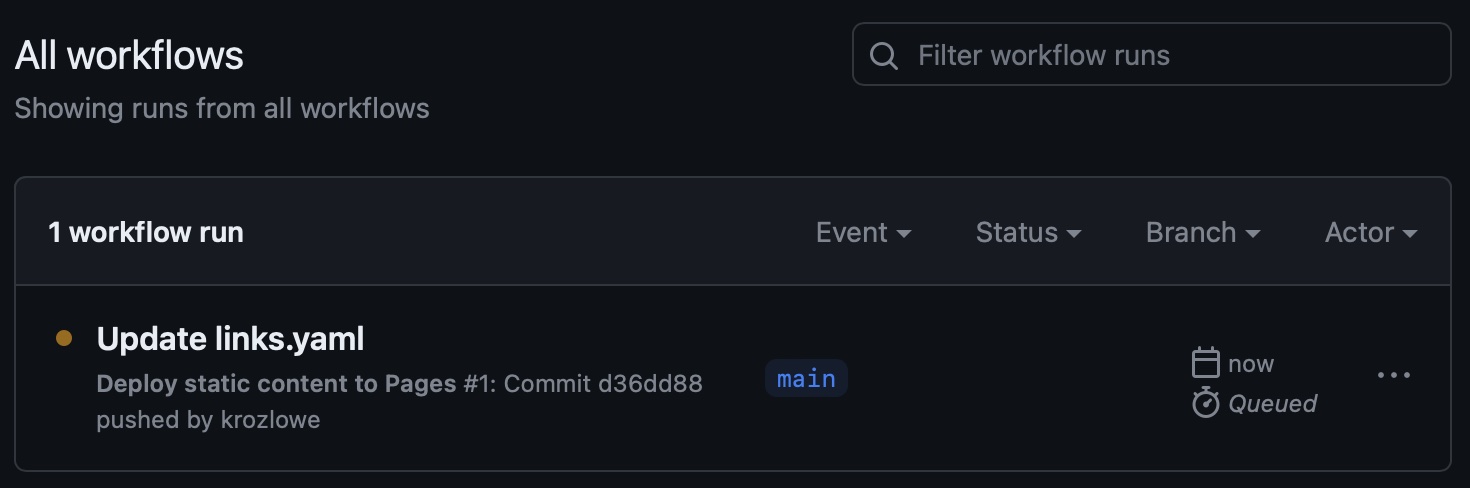 All workflows
Filter workflow runs
Showing runs from all workflows
1 workflow run
Event
Status
Branch
Actor
Update links.yaml
Deploy static content to Pages #1: Commit d36dd88
pushed by krozlowe
main
now
Queued